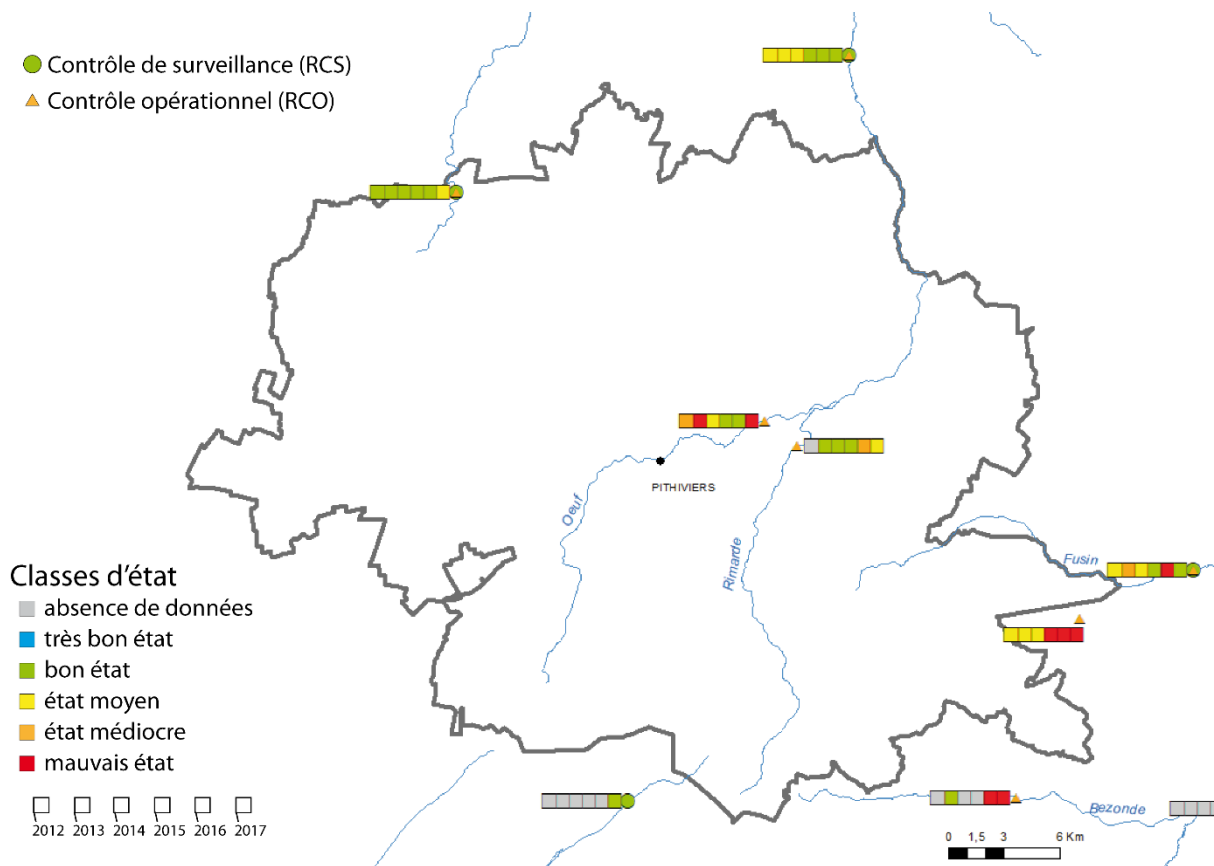 Contrôle de surveillance (RCS)
Contrôle opérationnel (RCO)
PITHIVIERS
Oeuf
Rimarde
Fusin
Classes d'état
absence de données
très bon état
bon état
état moyen
état médiocre
mauvais état
2012 2013 2014 2015 2016 2017
Bezonde
0 1,5 3 6 Km